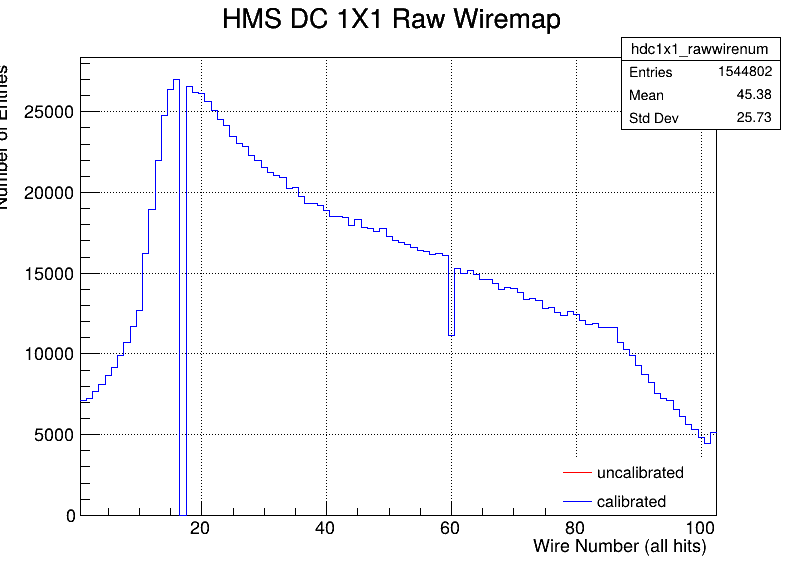 HMS DC 1X1 Raw Wiremap
hdc1x1_rawwirenum
Entries 1544802
Mean 45.38
Std Dev 25.73
Number of Entries
25000
20000
15000
10000
5000
0
uncalibrated
calibrated
20 40 60 80 100
Wire Number (all hits)